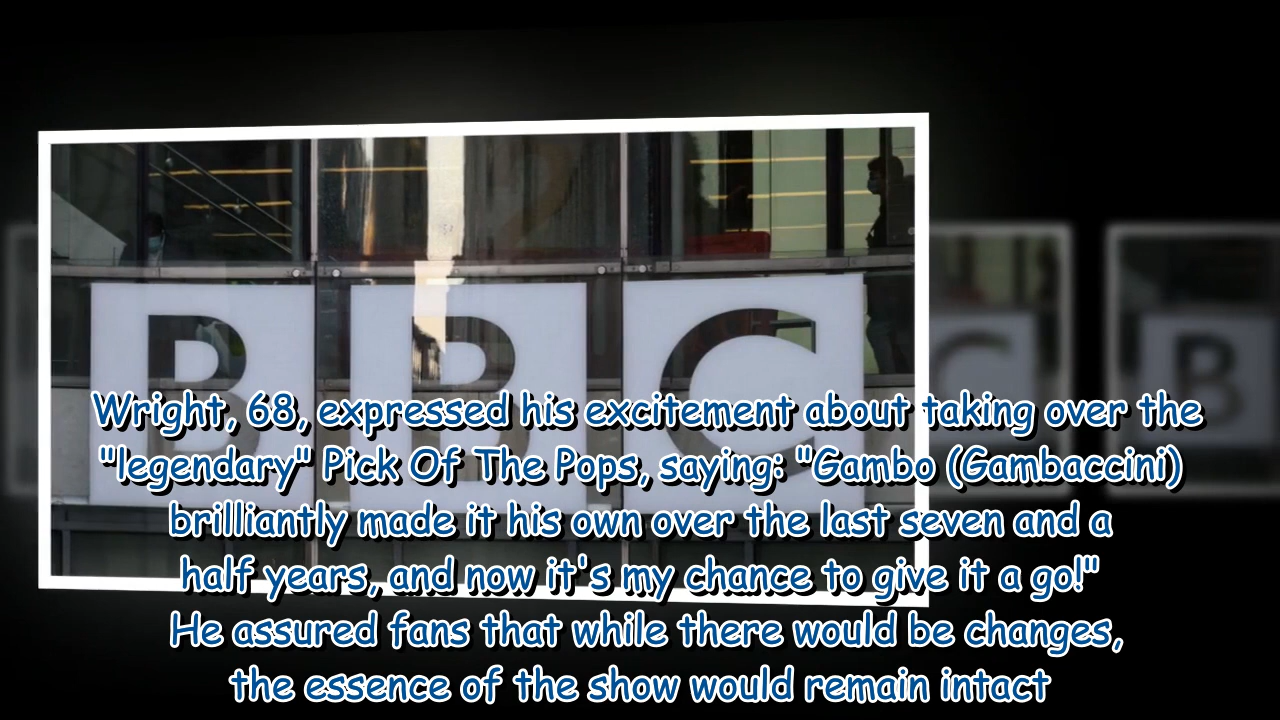 BBC
C
B
Wright, 68, expressed his excitement about taking over the
"legendary" Pick Of The Pops, saying: "Gambo (Gambaccini)
brilliantly made it his own over the last seven and a
half years, and now it's my chance to give it a go!"
He assured fans that while there would be changes,
the essence of the show would remain intact